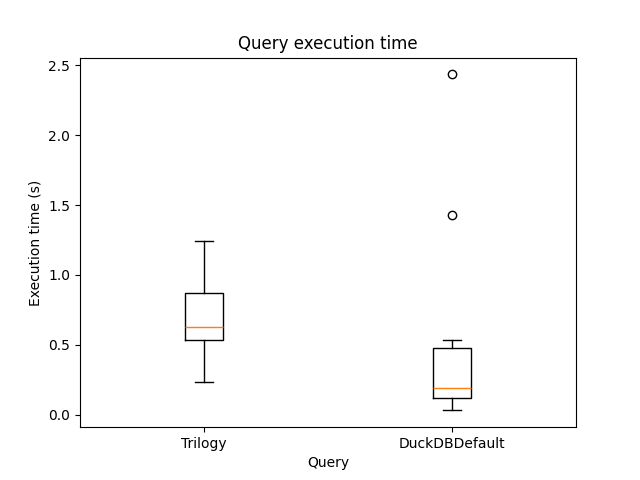 Query execution time
Execution time (s)
2.5
2.0
1.5
1.0
0.5
0.0
Trilogy
DuckDBDefault
Query